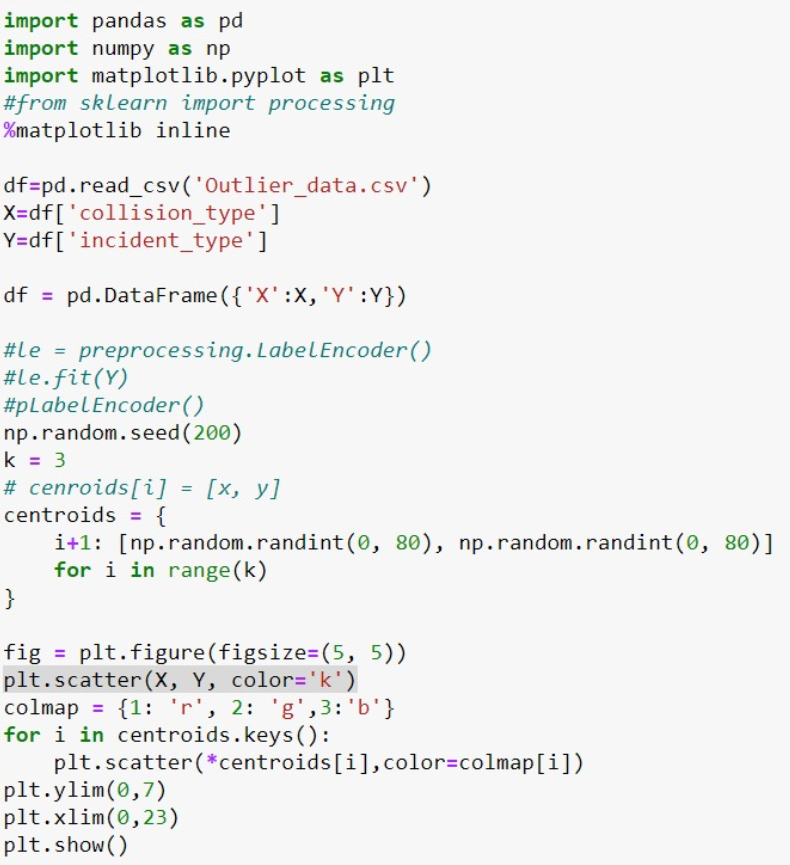 import pandas as pd
import numpy as np
import matplotlib.pyplot as plt
#from sklearn import processing
%matplotlib inline

df=pd.read_csv('Outlier_data.csv')
X=df['collision_type']
Y=df['incident_type']

df = pd.DataFrame({'X':X,'Y':Y})

#le = preprocessing.LabelEncoder()
#le.fit(Y)
#pLabelEncoder()
np.random.seed(200)
k = 3
# cenroids[i] = [x, y]
centroids = {
    i+1: [np.random.randint(0, 80), np.random.randint(0, 80)]
    for i in range(k)
}

fig = plt.figure(figsize=(5, 5))
plt.scatter(X, Y, color='k')
colmap = {1: 'r', 2: 'g',3:'b'}
for i in centroids.keys():
    plt.scatter(*centroids[i],color=colmap[i])
plt.ylim(0,7)
plt.xlim(0,23)
plt.show()